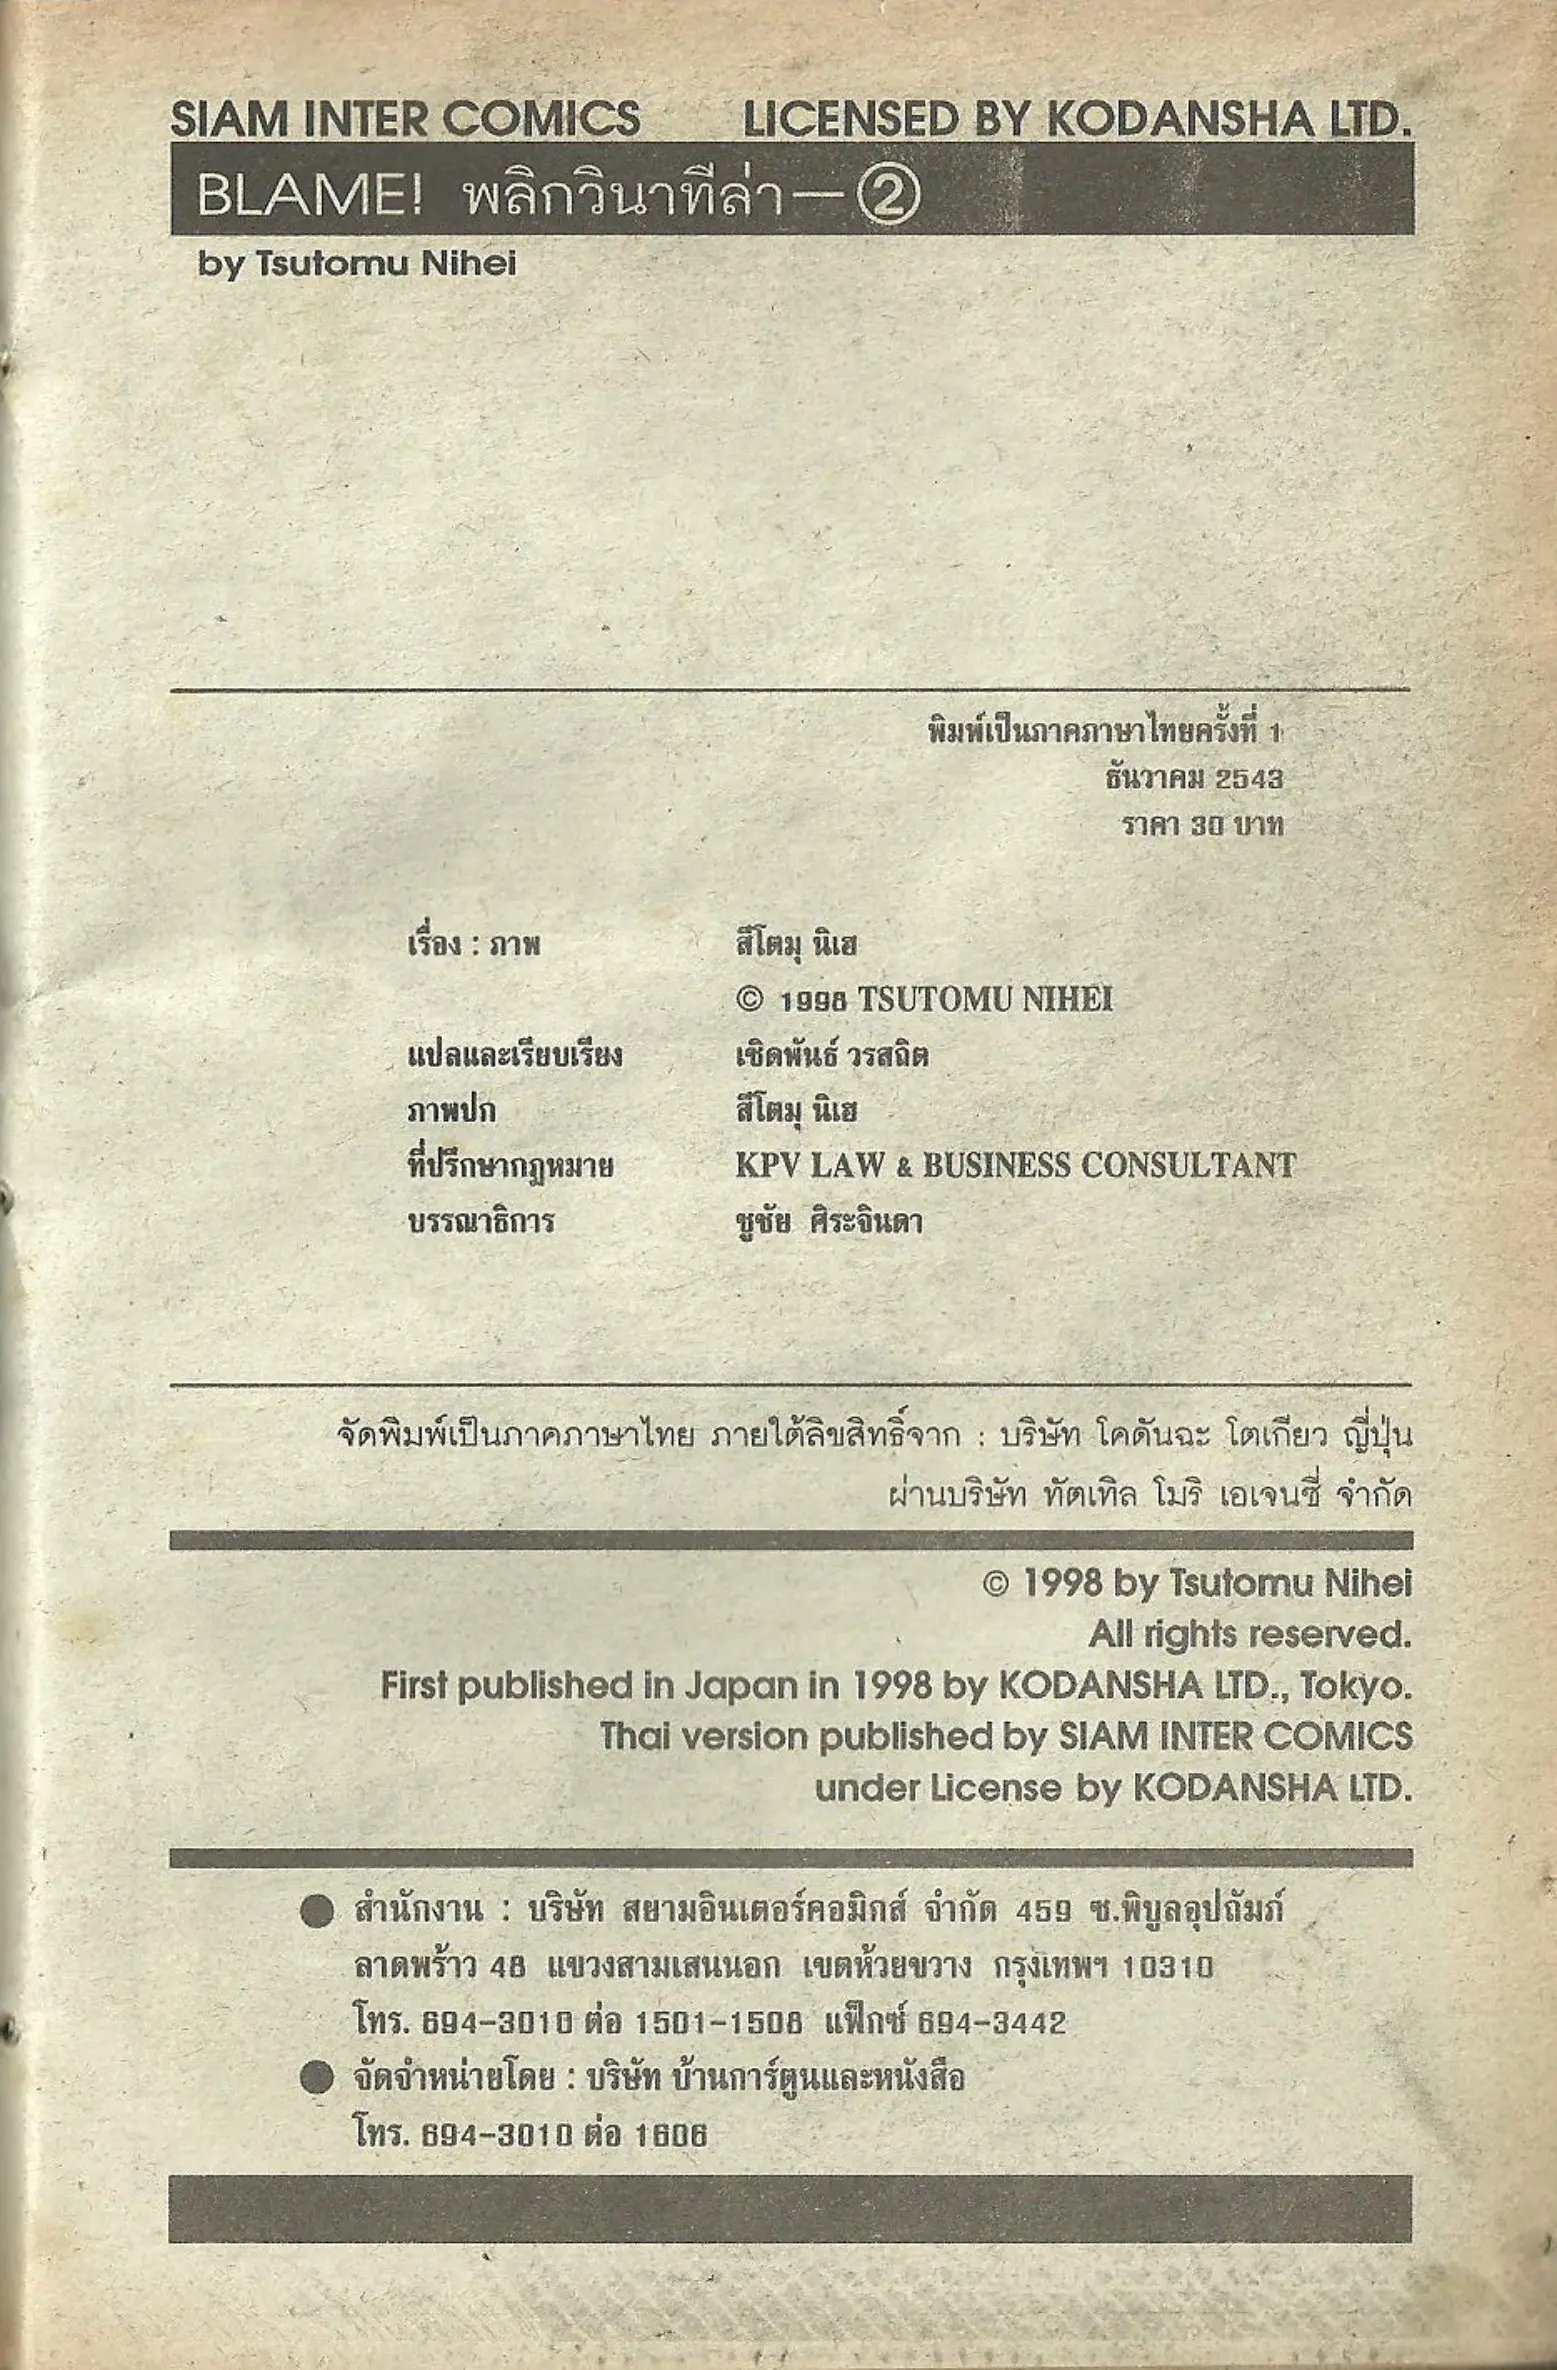 SIAM INTER COMICS LICENSED BY KODANSHA LTD.
BLAME! พลิกวินาทีล่า—②
by Tsutomu Nihei
พิมพ์เป็นภาคภาษาไทยครั้งที่ 1
ธันวาคม 2543
ราคา 30 บาท
เรื่อง : ภาพ สึโตมุ นิเฮ
© 1998 TSUTOMU NIHEI
แปลและเรียบเรียง เชิดพันธ์ วรสถิต
ภาพปก สึโตมุ นิเฮ
ที่ปรึกษากฎหมาย KPV LAW & BUSINESS CONSULTANT
บรรณาธิการ ชูชัย ศิระจินดา
จัดพิมพ์เป็นภาคภาษาไทย ภายใต้ลิขสิทธิ์จาก : บริษัท โคดันฉะ โตเกียว ญี่ปุ่น
ผ่านบริษัท ทัตเทิล โมริ เอเจนซี่ จำกัด
© 1998 by Tsutomu Nihei
All rights reserved.
First published in Japan in 1998 by KODANSHA LTD., Tokyo.
Thai version published by SIAM INTER COMICS
under License by KODANSHA LTD.
● สำนักงาน : บริษัท สยามอินเตอร์คอมิกส์ จำกัด 459 ซ.พิบูลอุปถัมภ์
ลาดพร้าว 48 แขวงสามเสนนอก เขตห้วยขวาง กรุงเทพฯ 10310
โทร. 694-3010 ต่อ 1501-1508 แฟ็กซ์ 694-3442
● จัดจำหน่ายโดย : บริษัท บ้านการ์ตูนและหนังสือ
โทร. 694-3010 ต่อ 1606